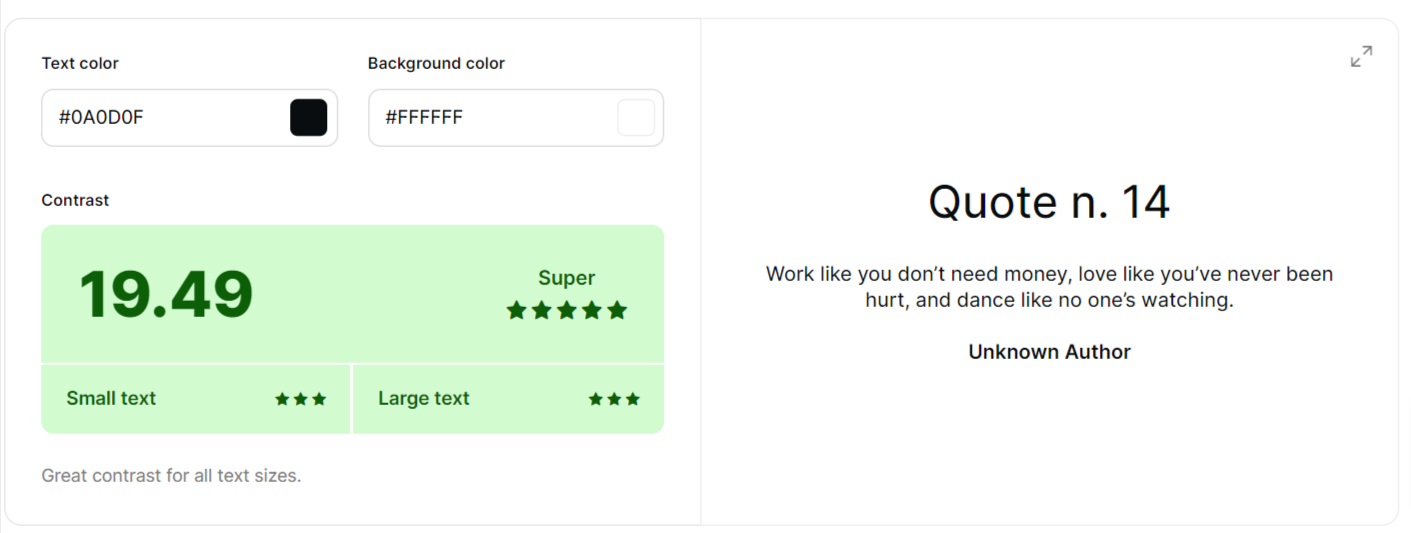 Text color
Background color
#0A0D0F
#FFFFFF
Contrast
19.49
Super
Small text
Large text
Great contrast for all text sizes.
Quote n. 14
Work like you don’t need money, love like you’ve never been
hurt, and dance like no one’s watching.
Unknown Author